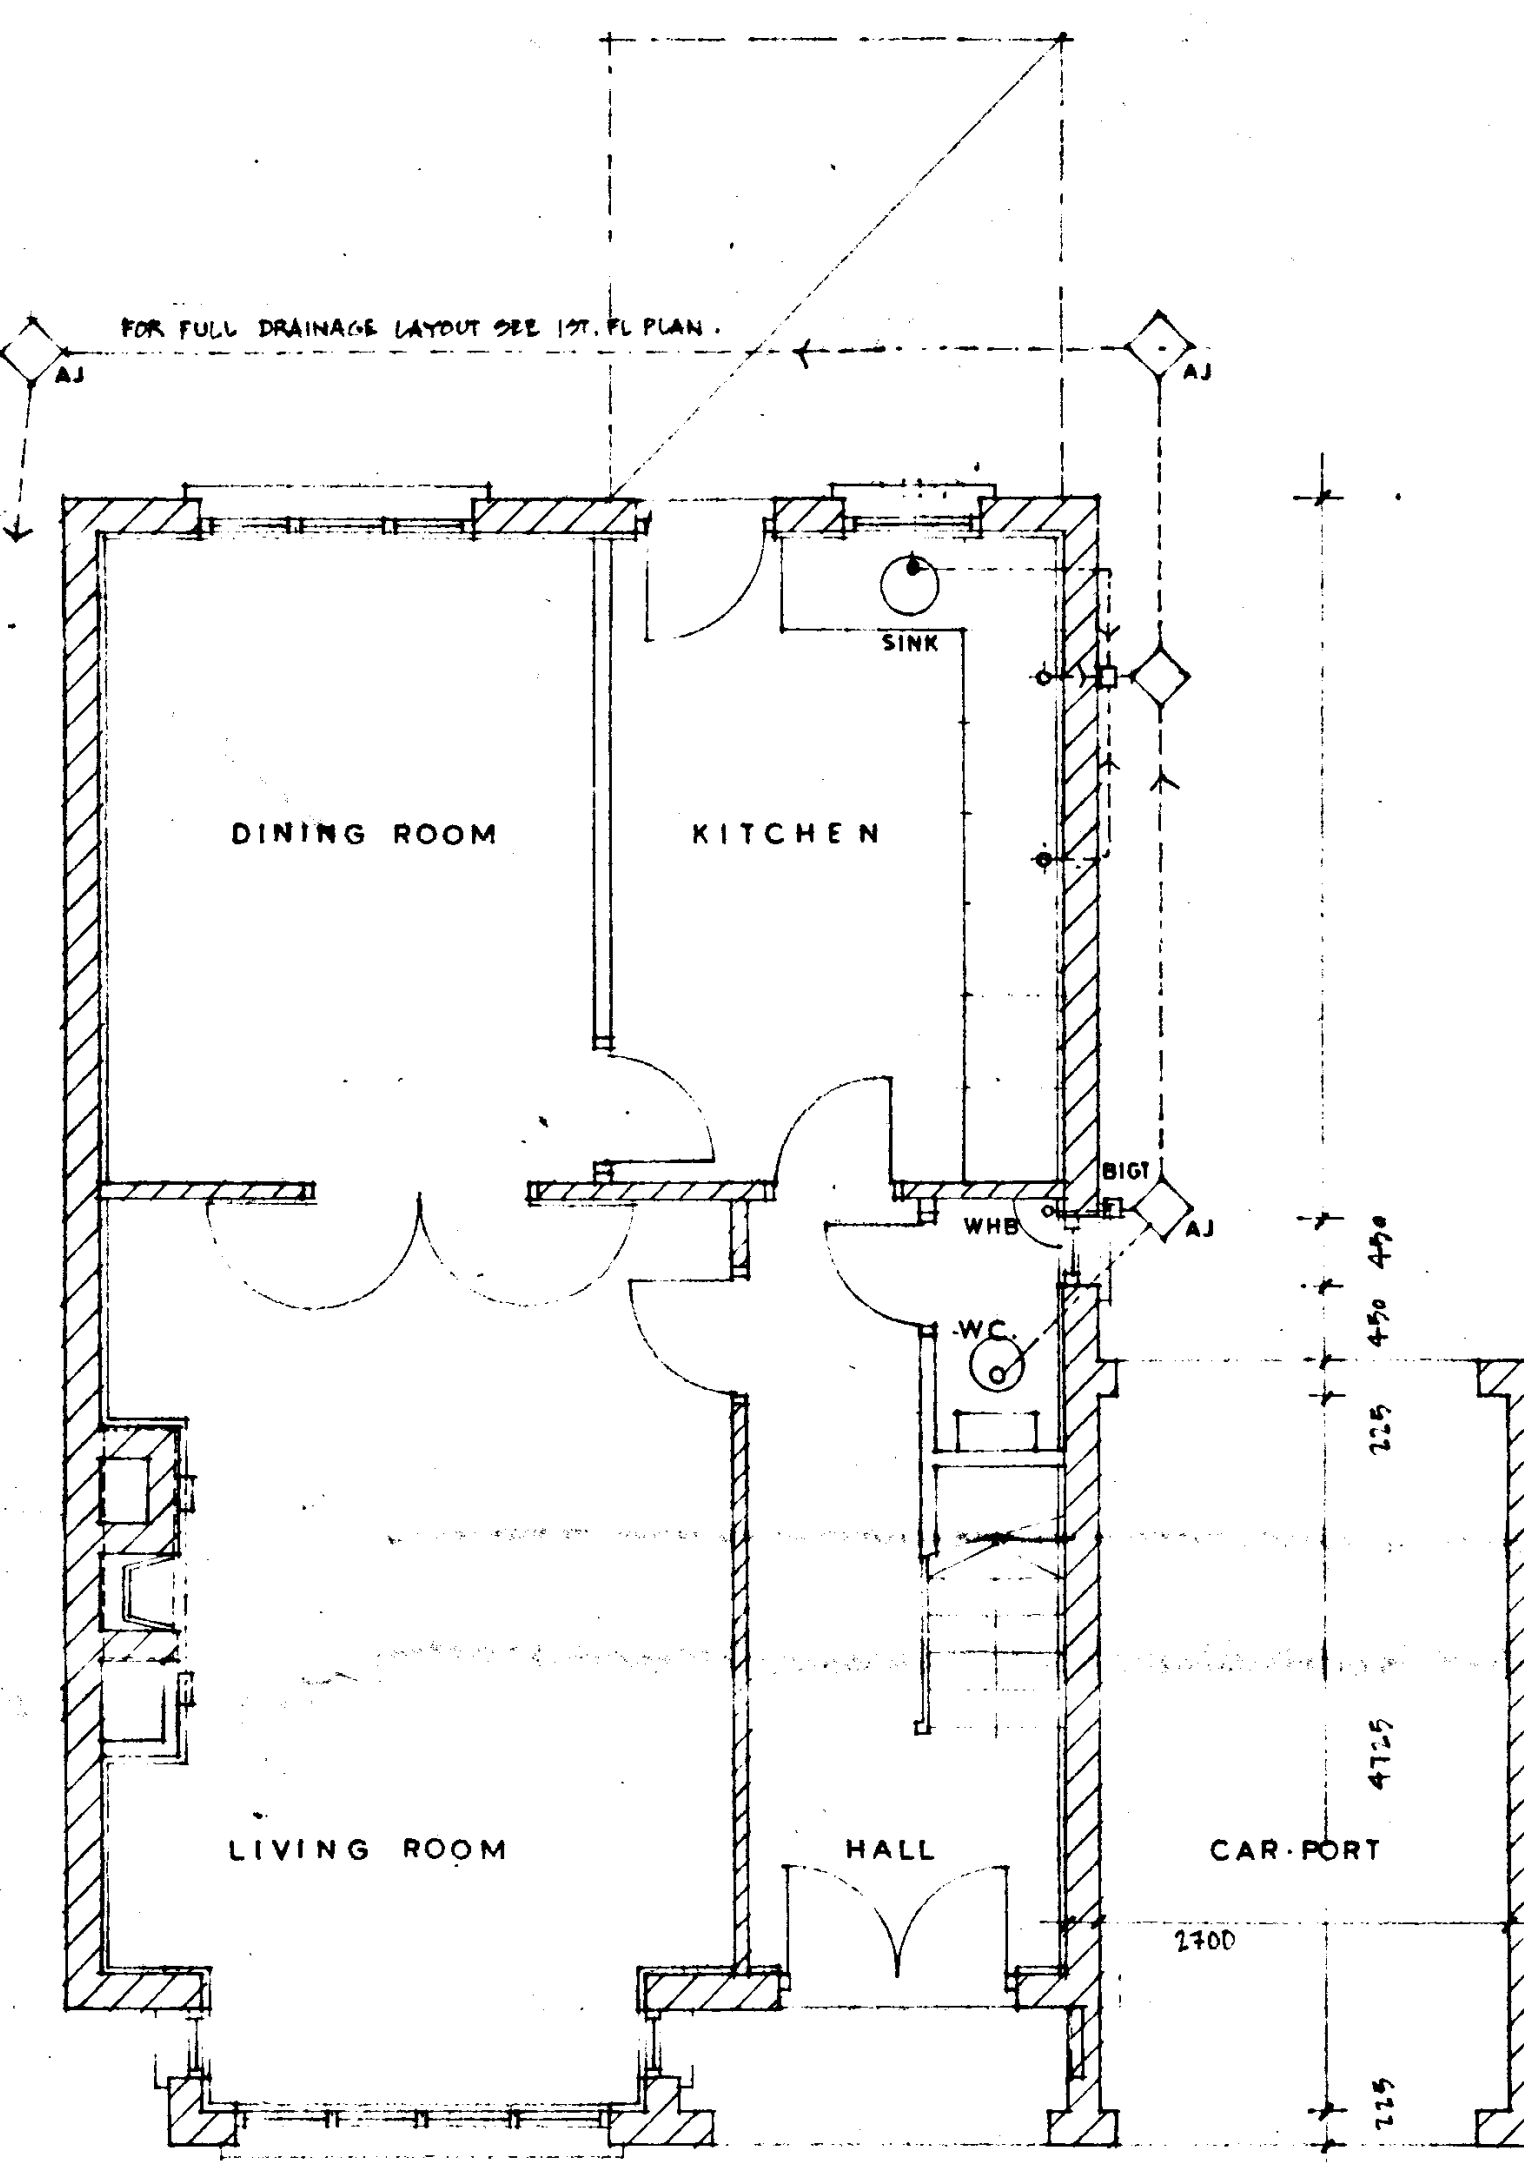 FOR FULL DRAINAGE LAYOUT SEE 1ST. FL PLAN.
AJ
AJ
SINK
DINING ROOM
KITCHEN
BIGT
WHB
AJ
450
WC.
450
225
4725
LIVING ROOM
HALL
CAR·PORT
2700
225